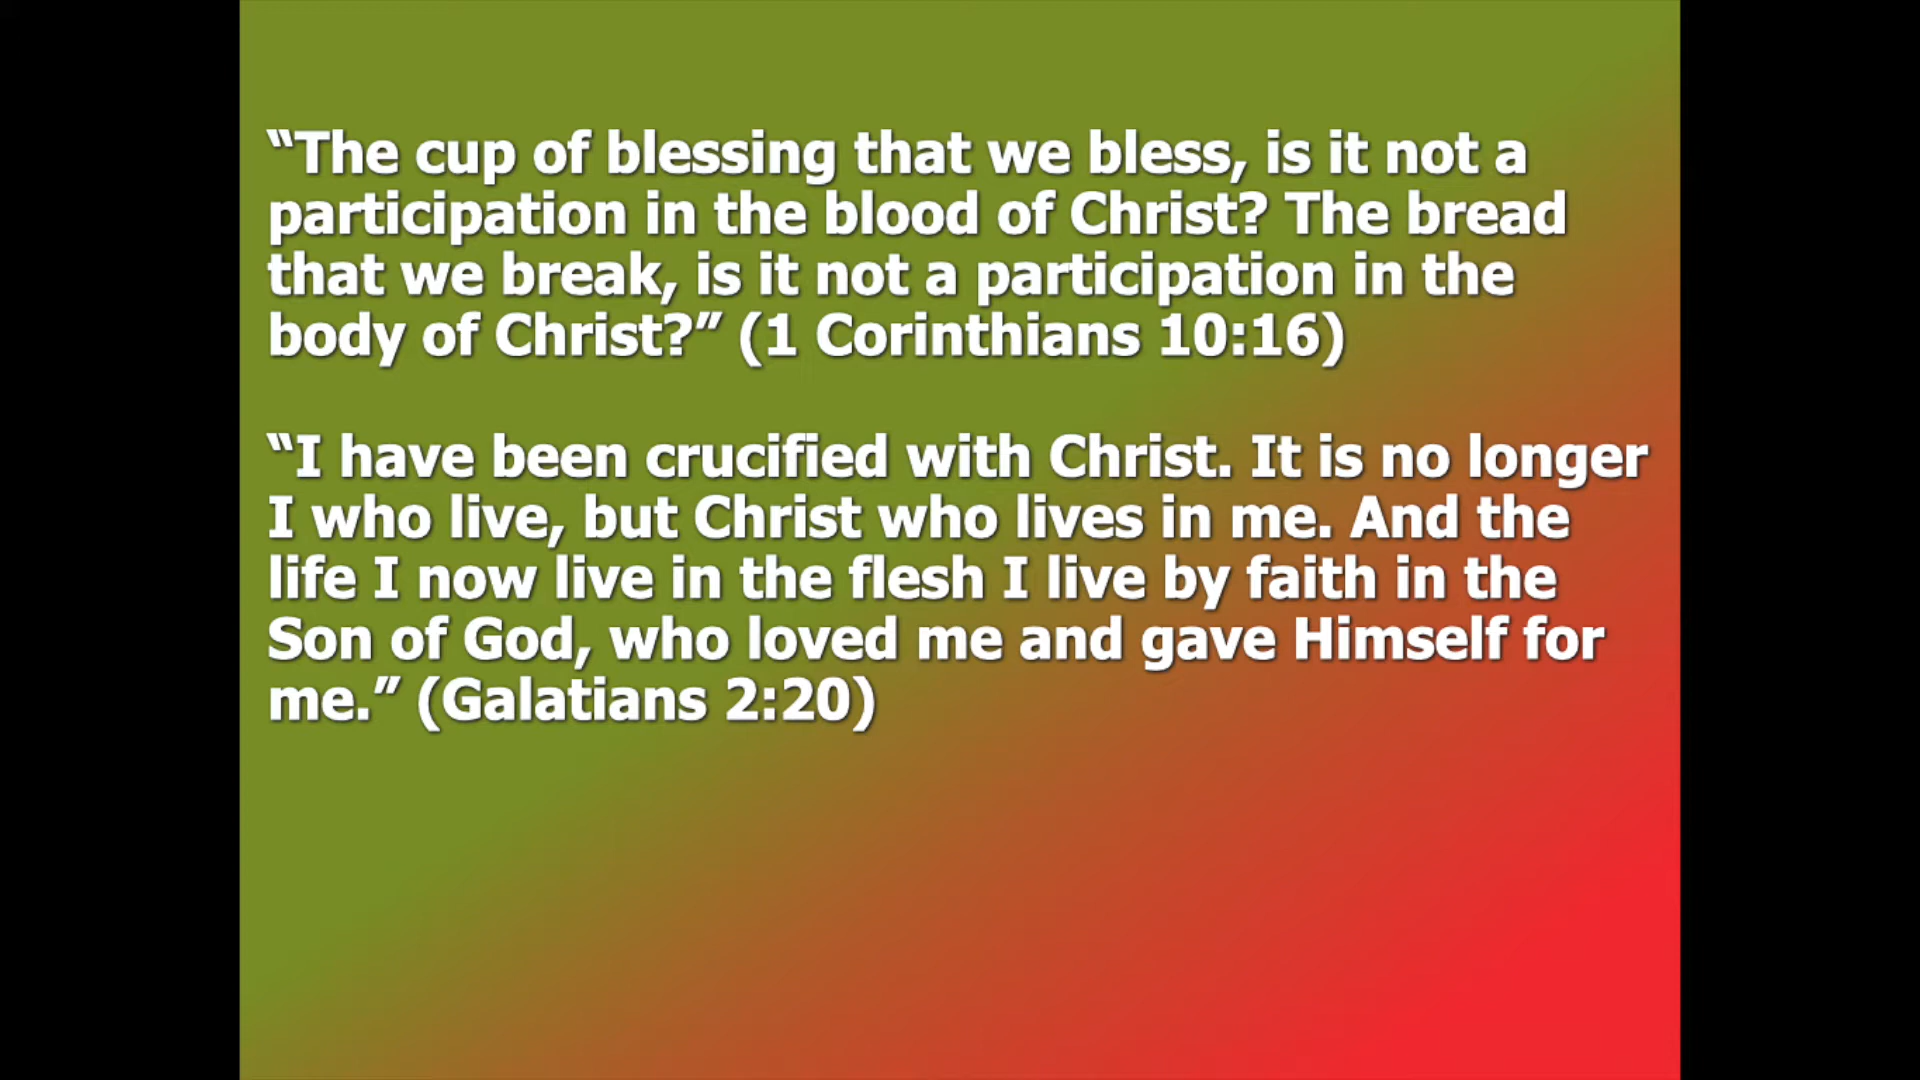 “The cup of blessing that we bless, is it not a
participation in the blood of Christ? The bread
that we break, is it not a participation in the
body of Christ?” (1 Corinthians 10:16)
“I have been crucified with Christ. It is no longer
I who live, but Christ who lives in me. And the
life I now live in the flesh I live by faith in the
Son of God, who loved me and gave Himself for
me.” (Galatians 2:20)